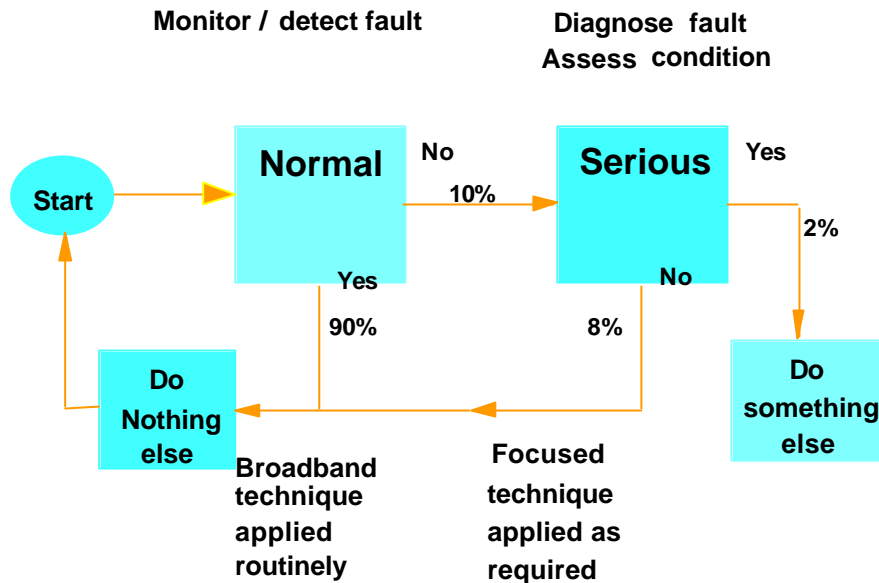 Monitor / detect fault
Diagnose fault
Assess condition
Start
Normal
No
10%
Yes
90%
Serious
Yes
2%
No
8%
Do
Nothing
else
Do
something
else
Broadband
technique
applied
routinely
Focused
technique
applied as
required